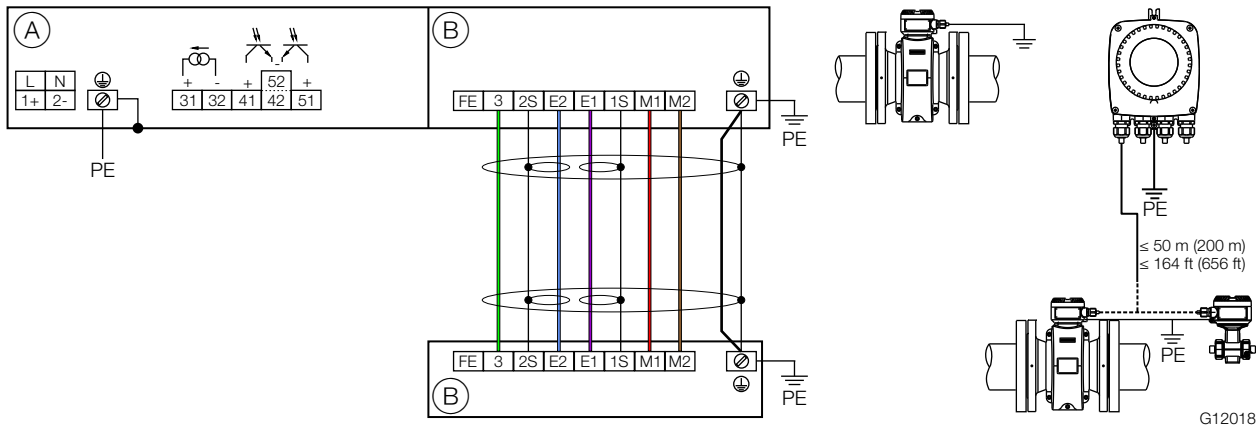 A
B
L N
1+ 2-
+ - + - +
52
31 32 41 42 51
PE
FE 3 2S E2 E1 1S M1 M2
PE
FE 3 2S E2 E1 1S M1 M2
PE
B
PE
≤ 50 m (200 m)
≤ 164 ft (656 ft)
PE
G12018